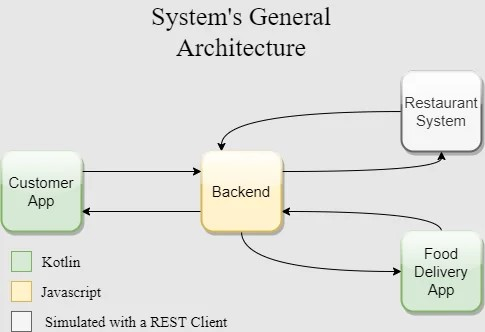 System's General
Architecture
Restaurant
System
Customer
App
Backend
Food
Delivery
App
Kotlin
Javascript
Simulated with a REST Client